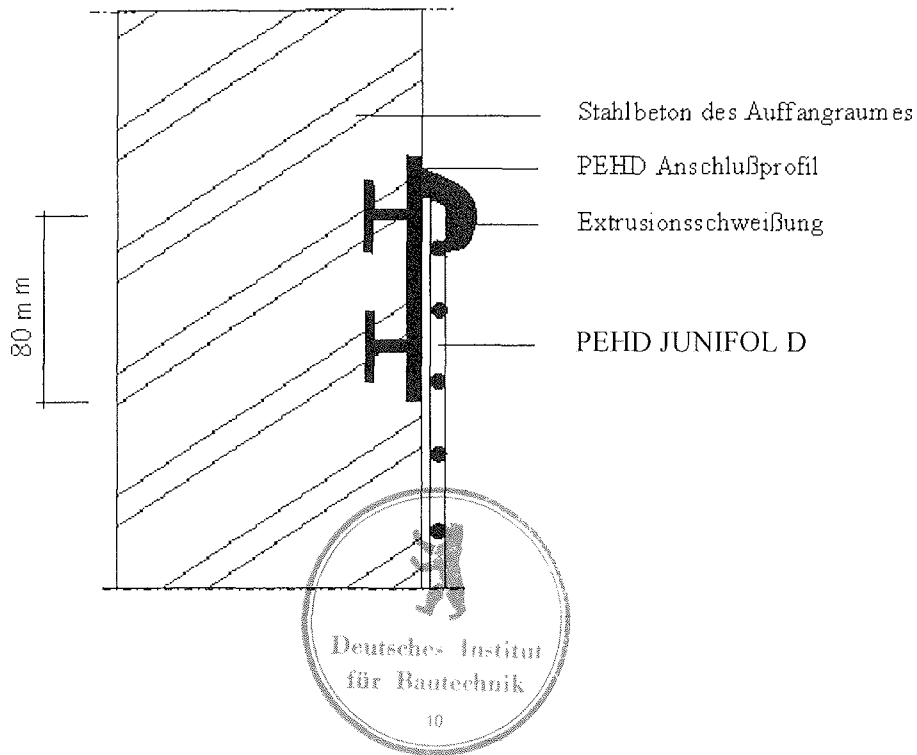 Stahlbeton des Auffangraumes
PEHD Anschlußprofil
Extrusionsschweißung
80 mm
PEHD JUNIFOL D
Deutsches Institut
für Bautechnik
10